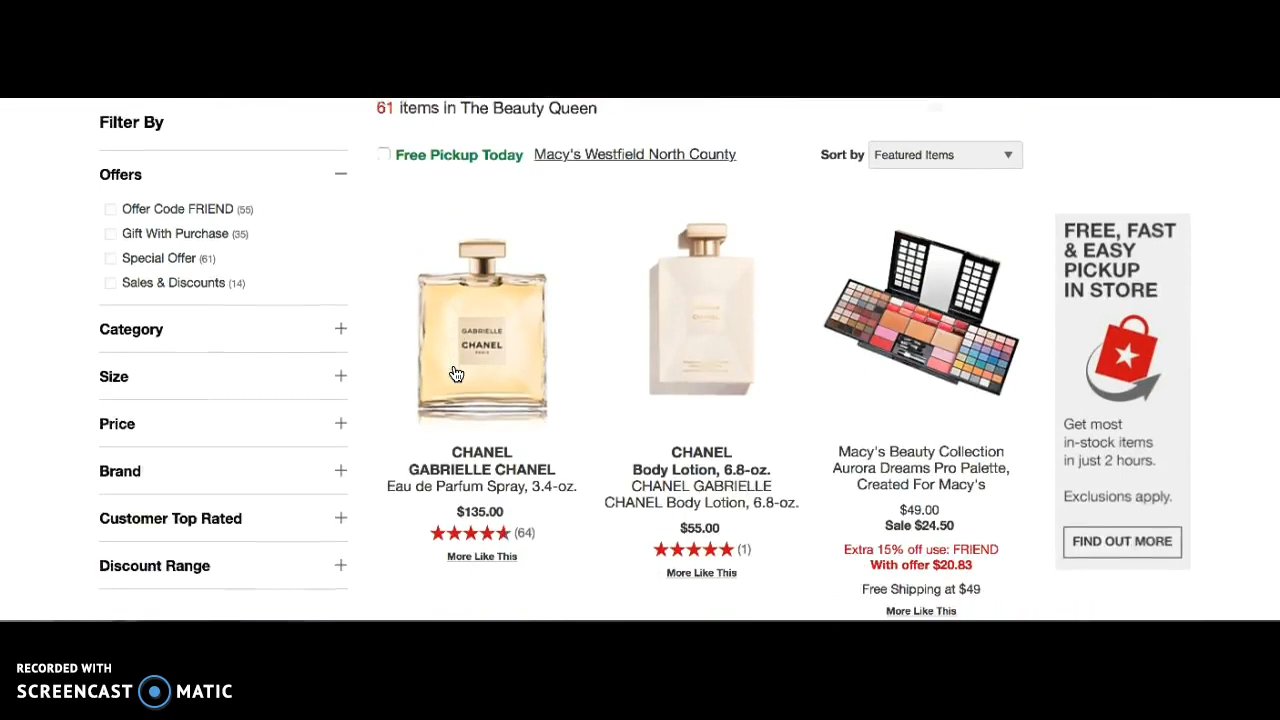 61 items in The Beauty Queen
Filter By
Free Pickup Today Macy's Westfield North County
Sort by Featured Items
Offers
Offer Code FRIEND (55)
Gift With Purchase (35)
Special Offer (61)
Sales & Discounts (14)
Category
Size
Price
Brand
Customer Top Rated
Discount Range
GABRIELLE
CHANEL
PARIS
CHANEL
GABRIELLE CHANEL
Eau de Parfum Spray, 3.4-oz.
$135.00
(64)
More Like This
CHANEL
Body Lotion, 6.8-oz.
CHANEL GABRIELLE
CHANEL Body Lotion, 6.8-oz.
$55.00
(1)
More Like This
Macy's Beauty Collection
Aurora Dreams Pro Palette,
Created For Macy's
$49.00
Sale $24.50
Extra 15% off use: FRIEND
With offer $20.83
Free Shipping at $49
More Like This
FREE, FAST
& EASY
PICKUP
IN STORE
Get most
in-stock items
in just 2 hours.
Exclusions apply.
FIND OUT MORE
RECORDED WITH
SCREENCAST MATIC